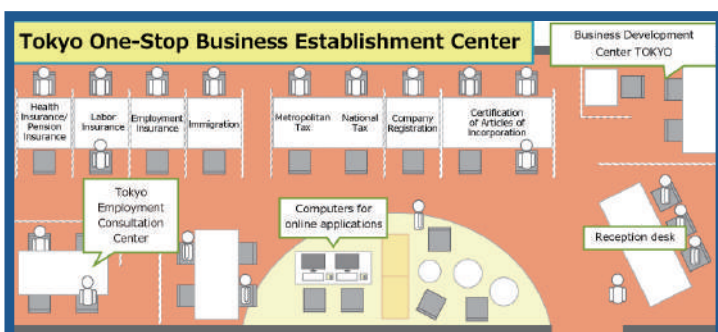 Tokyo One-Stop Business Establishment Center
Business Development
Center TOKYO
Health
Insurance/
Pension
Insurance
Labor
Insurance
Employment
Insurance
Immigration
Metropolitan
Tax
National
Tax
Company
Registration
Certification
of Articles of
Incorporation
Tokyo
Employment
Consultation
Center
Computers for
online applications
Reception desk